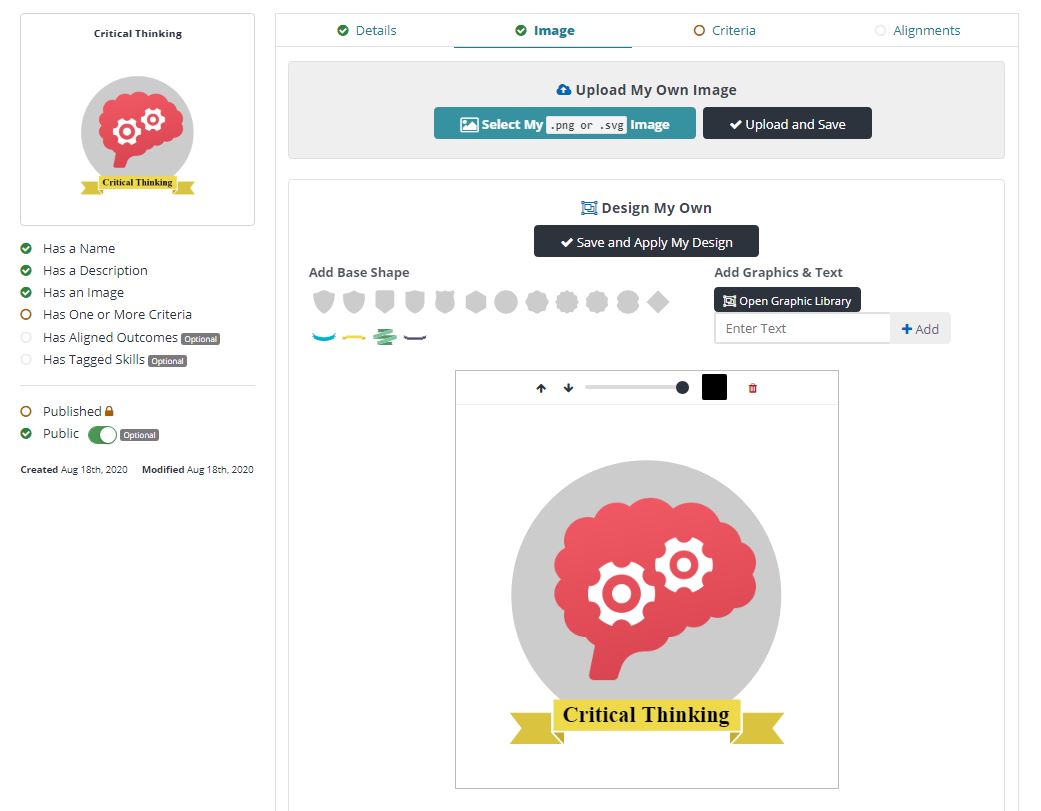 Critical Thinking
Critical Thinking
Has a Name
Has a Description
Has an Image
Has One or More Criteria
Has Aligned Outcomes Optional
Has Tagged Skills Optional
Published
Public Optional
Created Aug 18th, 2020 Modified Aug 18th, 2020
Details Image Criteria Alignments
Upload My Own Image
Select My .png or .svg Image Upload and Save
Design My Own
Save and Apply My Design
Add Base Shape
Add Graphics & Text
Open Graphic Library
Enter Text Add
Critical Thinking